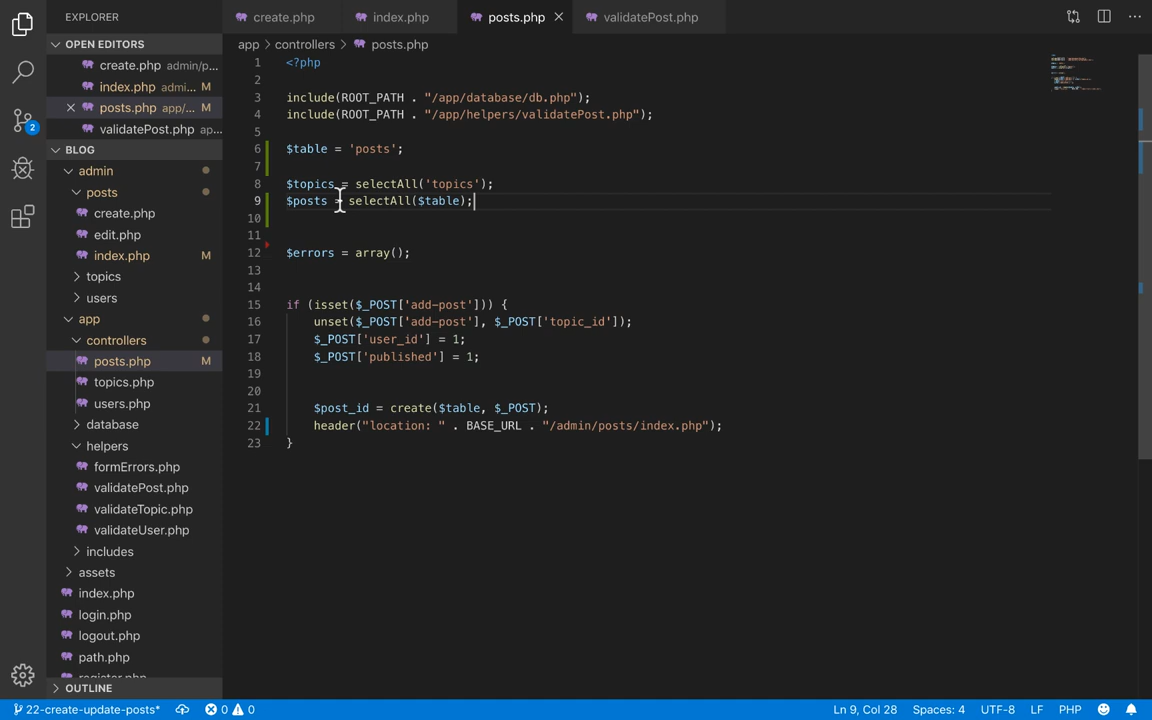 EXPLORER
create.php
index.php
posts.php
validatePost.php
OPEN EDITORS
create.php admin/p...
index.php admi... M
posts.php app/... M
validatePost.php ap...
BLOG
admin
posts
create.php
edit.php
index.php M
topics
users
app
controllers
posts.php M
topics.php
users.php
database
helpers
formErrors.php
validatePost.php
validateTopic.php
validateUser.php
includes
assets
index.php
login.php
logout.php
path.php
register.php
OUTLINE
app > controllers > posts.php
1 <?php
2
3 include(ROOT_PATH . "/app/database/db.php");
4 include(ROOT_PATH . "/app/helpers/validatePost.php");
5
6 $table = 'posts';
7
8 $topics = selectAll('topics');
9 $posts = selectAll($table);
10
11
12 $errors = array();
13
14
15 if (isset($_POST['add-post'])) {
16 unset($_POST['add-post'], $_POST['topic_id']);
17 $_POST['user_id'] = 1;
18 $_POST['published'] = 1;
19
20
21 $post_id = create($table, $_POST);
22 header("location: " . BASE_URL . "/admin/posts/index.php");
23 }
2
22-create-update-posts* 0 0 Ln 9, Col 28 Spaces: 4 UTF-8 LF PHP